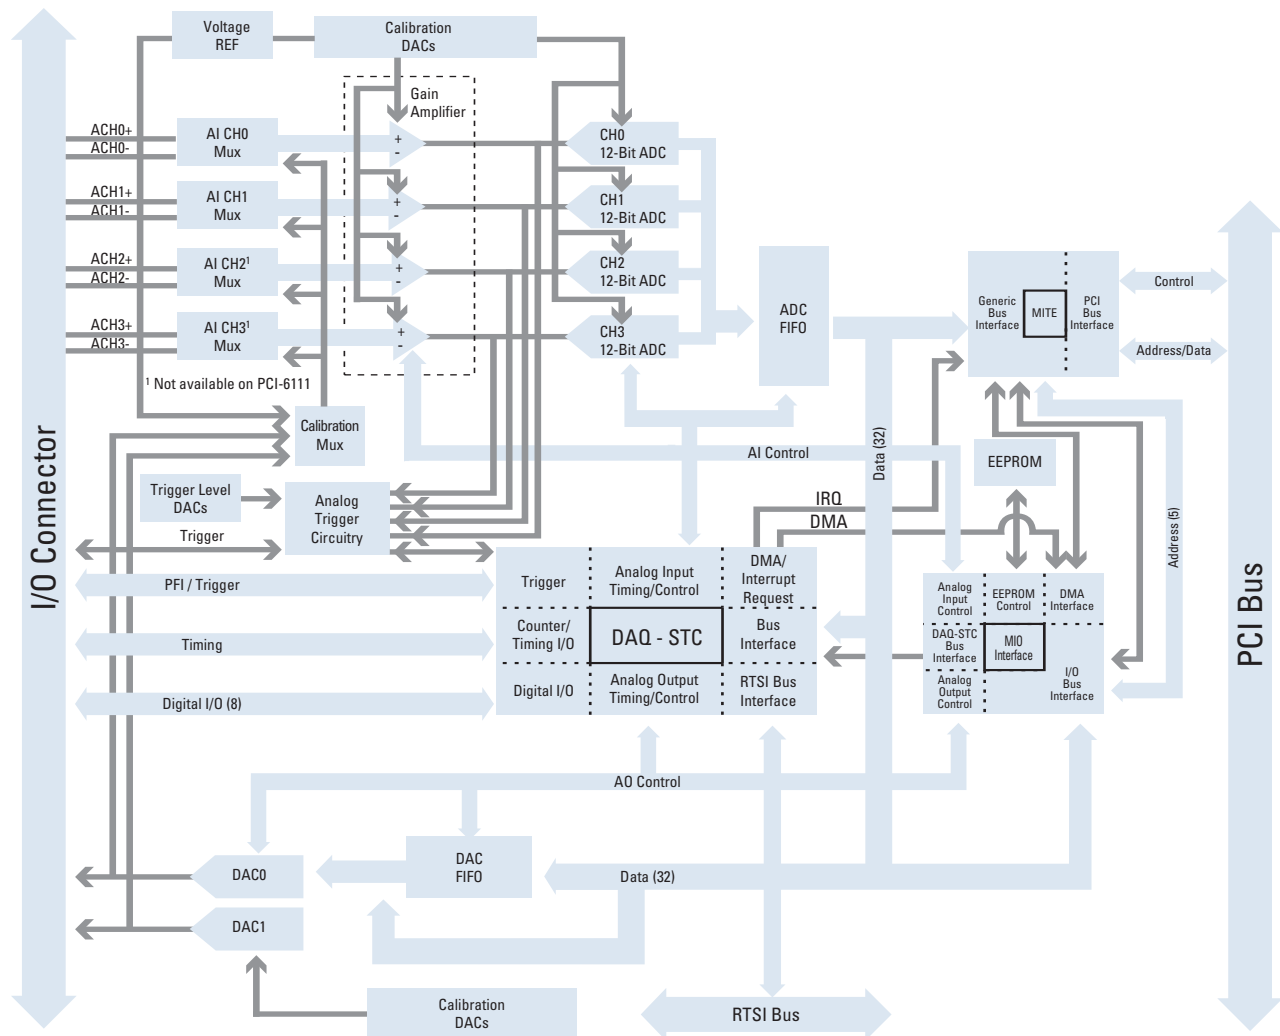 Voltage
REF
Calibration
DACs
Gain
Amplifier
ACH0+
ACH0-
AI CH0
Mux
+
-
CH0
12-Bit ADC
ACH1+
ACH1-
AI CH1
Mux
+
-
CH1
12-Bit ADC
ACH2+
ACH2-
AI CH2¹
Mux
+
-
CH2
12-Bit ADC
ACH3+
ACH3-
AI CH3¹
Mux
+
-
CH3
12-Bit ADC
ADC
FIFO
Generic
Bus
Interface
MITE
PCI
Bus
Interface
Control
Address/Data
¹ Not available on PCI-6111
Calibration
Mux
I/O Connector
AI Control
Data (32)
EEPROM
Address (5)
PCI Bus
Trigger Level
DACs
Analog
Trigger
Circuitry
Trigger
IRQ
DMA
PFI / Trigger
Timing
Digital I/O (8)
Trigger
Analog Input
Timing/Control
DMA/
Interrupt
Request
Counter/
Timing I/O
DAQ - STC
Bus
Interface
Digital I/O
Analog Output
Timing/Control
RTSI Bus
Interface
Analog
Input
Control
EEPROM
Control
DMA
Interface
DAQ-STC
Bus
Interface
MIO
Interface
I/O
Bus
Interface
Analog
Output
Control
AO Control
DAC0
DAC
FIFO
Data (32)
DAC1
Calibration
DACs
RTSI Bus